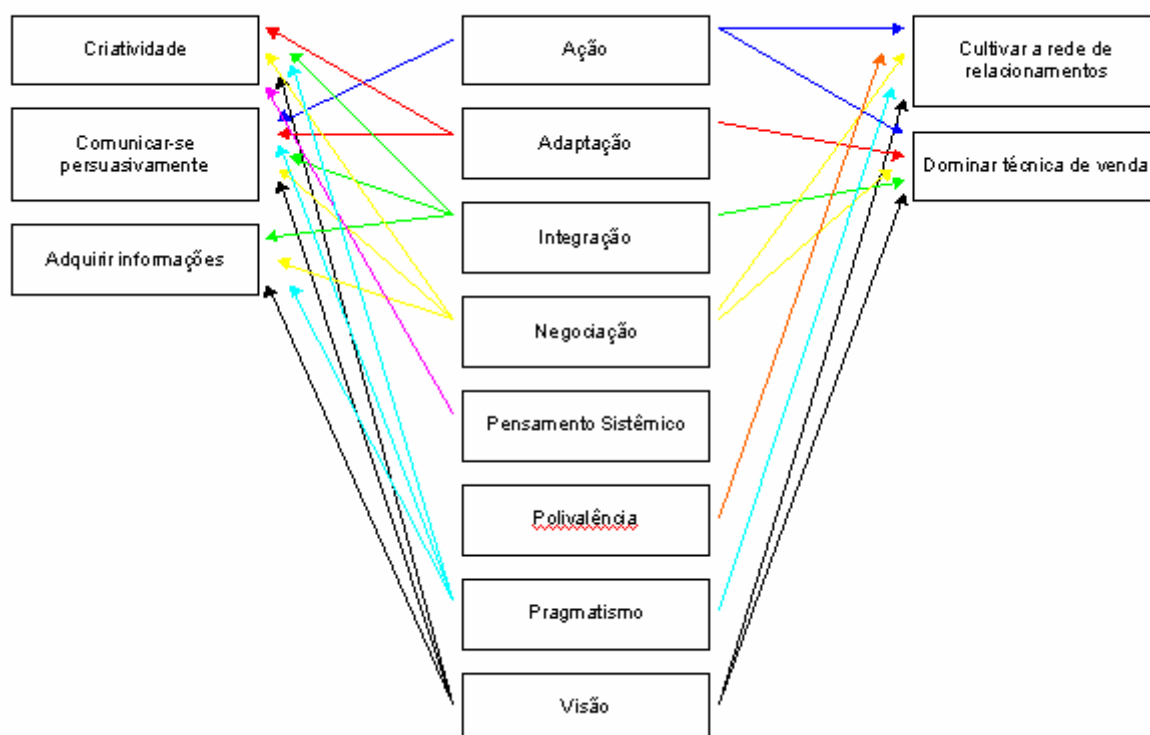 Criatividade
Comunicar-se
persuasivamente
Adquirir informações
Ação
Adaptação
Integração
Negociação
Pensamento Sistêmico
Polivalência
Pragmatismo
Visão
Cultivar a rede de
relacionamentos
Dominar técnica de venda